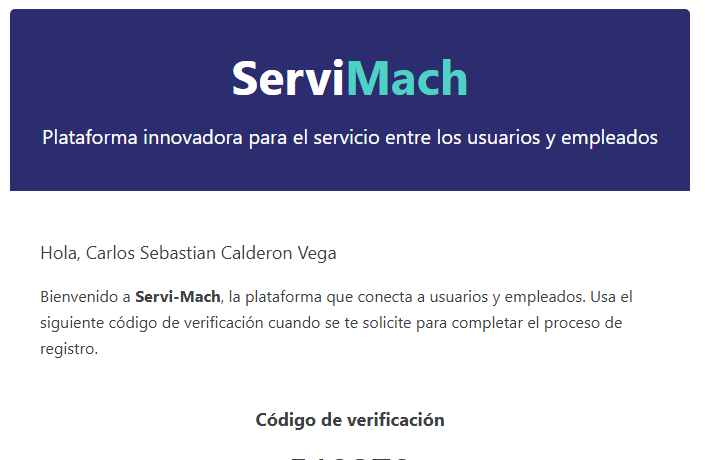 ServiMach
Plataforma innovadora para el servicio entre los usuarios y empleados
Hola, Carlos Sebastian Calderon Vega
Bienvenido a Servi-Mach, la plataforma que conecta a usuarios y empleados. Usa el
siguiente código de verificación cuando se te solicite para completar el proceso de
registro.
Código de verificación